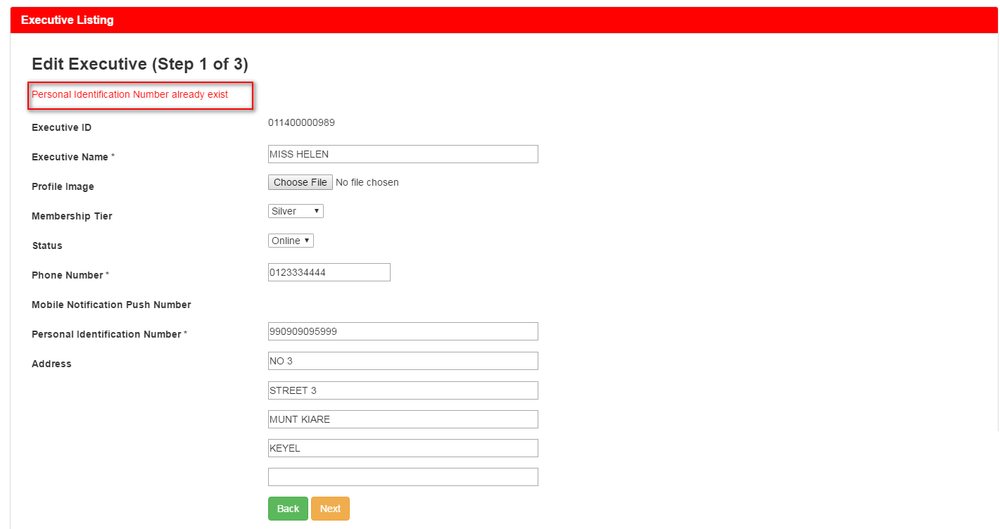 Executive Listing
Edit Executive (Step 1 of 3)
Personal Identification Number already exist
Executive ID 011400000989
Executive Name * MISS HELEN
Profile Image Choose File No file chosen
Membership Tier Silver
Status Online
Phone Number * 0123334444
Mobile Notification Push Number
Personal Identification Number * 990909095999
Address NO 3
STREET 3
MUNT KIARE
KEYEL
Back Next